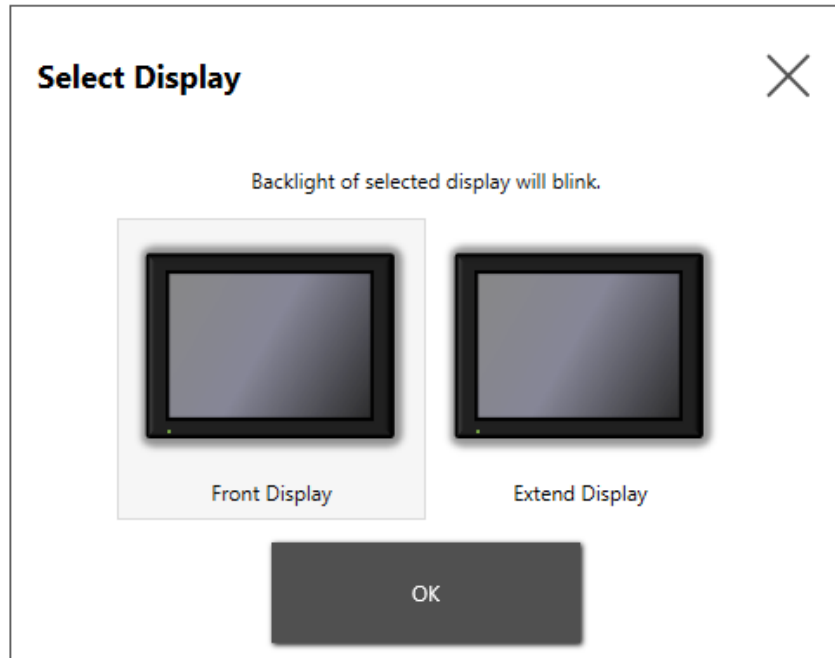 Select Display
Backlight of selected display will blink.
Front Display
Extend Display
OK